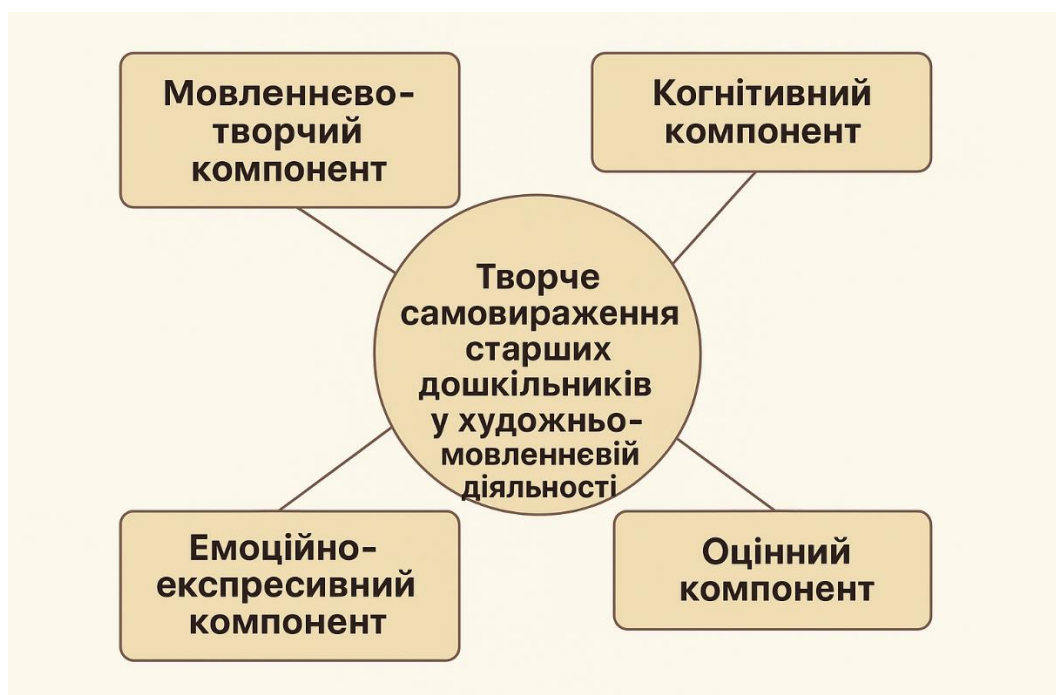 Мовленнєво-
творчий
компонент
Когнітивний
компонент
Творче
самовираження
старших
дошкільників
у художньо-
мовленнєвій
діяльності
Емоційно-
експресивний
компонент
Оцінний
компонент